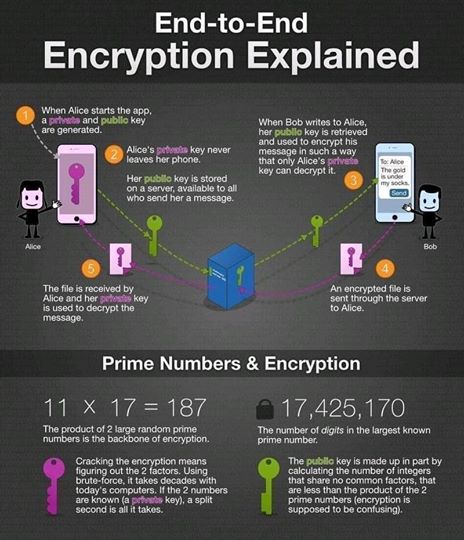 End-to-End
Encryption Explained
1
When Alice starts the app,
a private and public key
are generated.
2
Alice's private key never
leaves her phone.
Her public key is stored
on a server, available to all
who send her a message.
When Bob writes to Alice,
her public key is retrieved
and used to encrypt his
message in such a way
that only Alice's private
key can decrypt it.
3
To: Alice
The gold
is under
my socks.
Send
Alice
Bob
5
The file is received by
Alice and her private key
is used to decrypt the
message.
4
An encrypted file is
sent through the server
to Alice.
Prime Numbers & Encryption
11 x 17 = 187
The product of 2 large random prime
numbers is the backbone of encryption.
Cracking the encryption means
figuring out the 2 factors. Using
brute-force, it takes decades with
today's computers. If the 2 numbers
are known (a private key), a split
second is all it takes.
17,425,170
The number of digits in the largest known
prime number.
The public key is made up in part by
calculating the number of integers
that share no common factors, that
are less than the product of the 2
prime numbers (encryption is
supposed to be confusing).